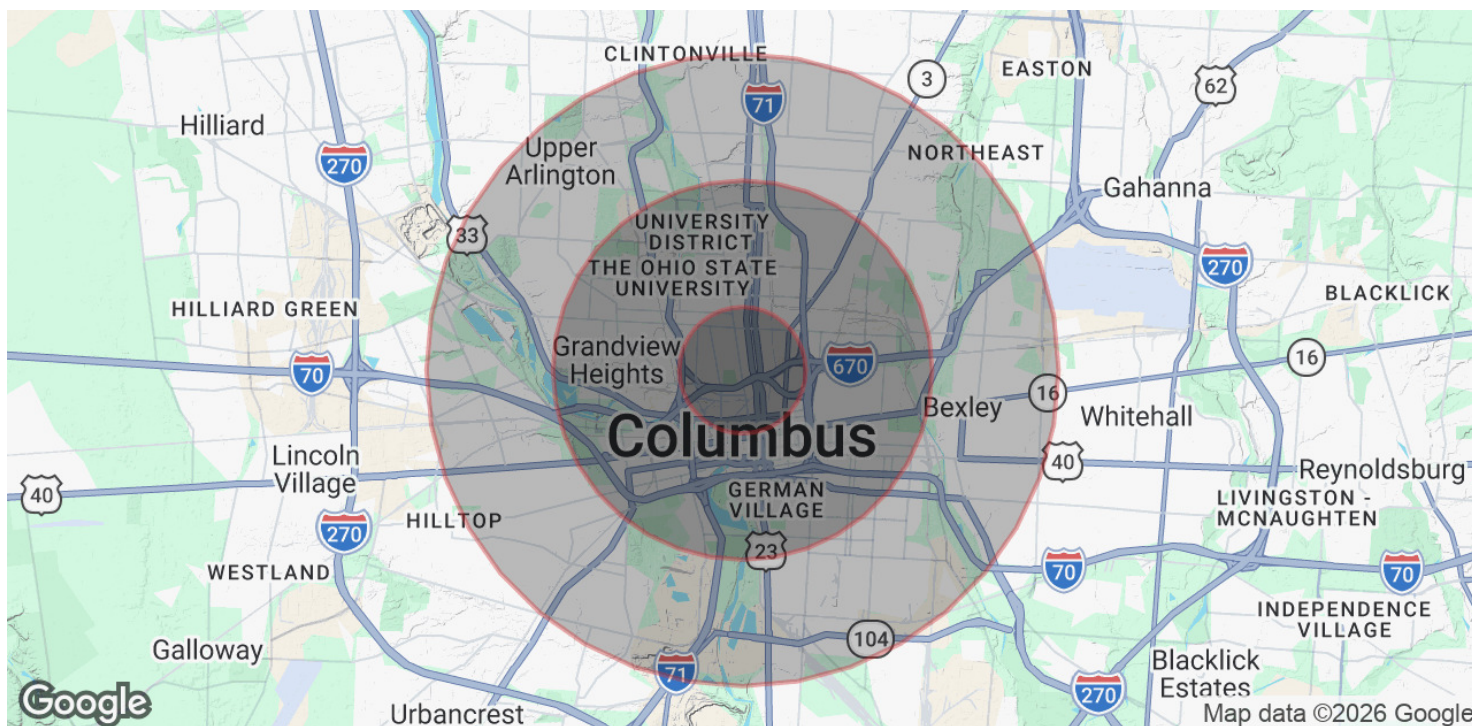 CLINTONVILLE
EASTON
3
62
71
Hilliard
270
Upper
Arlington
NORTHEAST
Gahanna
33
UNIVERSITY
DISTRICT
THE OHIO STATE
UNIVERSITY
270
BLACKLICK
HILLIARD GREEN
Grandview
Heights
70
670
16
16
Bexley
Whitehall
Columbus
Lincoln
Village
40
40
Reynoldsburg
GERMAN
VILLAGE
LIVINGSTON -
MCNAUGHTEN
HILLTOP
270
23
WESTLAND
70
70
INDEPENDENCE
VILLAGE
Galloway
104
71
Blacklick
Estates
270
Google
Urbancrest
Map data ©2026 Google